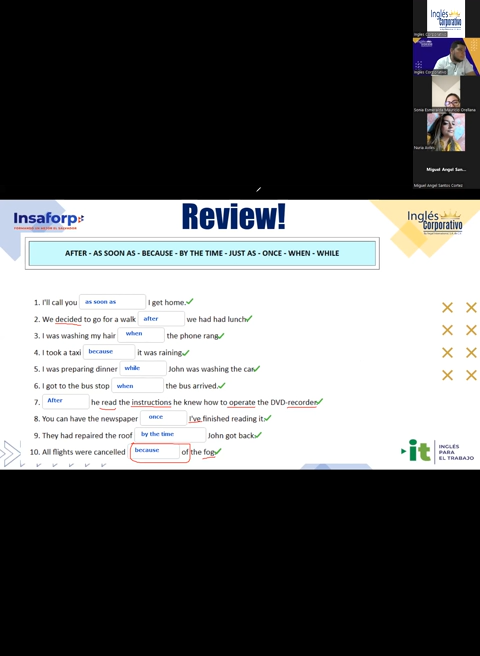 Inglés
Corporativo
Inglés Corporativo
Inglés Corporativo
Nuria Avilés
Miguel Angel San...
Miguel Angel Santos Cortez
Insaforp
Review!
Inglés
Corporativo
AFTER - AS SOON AS - BECAUSE - BY THE TIME - JUST AS - ONCE - WHEN - WHILE
1. I'll call you as soon as I get home.
2. We decided to go for a walk after we had had lunch
3. I was washing my hair when the phone rang
4. I took a taxi because it was raining
5. I was preparing dinner while John was washing the car
6. I got to the bus stop when the bus arrived.
7. After he read the instructions he knew how to operate the DVD-recorder
8. You can have the newspaper once I've finished reading it.
9. They had repaired the roof by the time John got back
10. All flights were cancelled because of the fog
it INGLÉS
PARA
EL TRABAJO